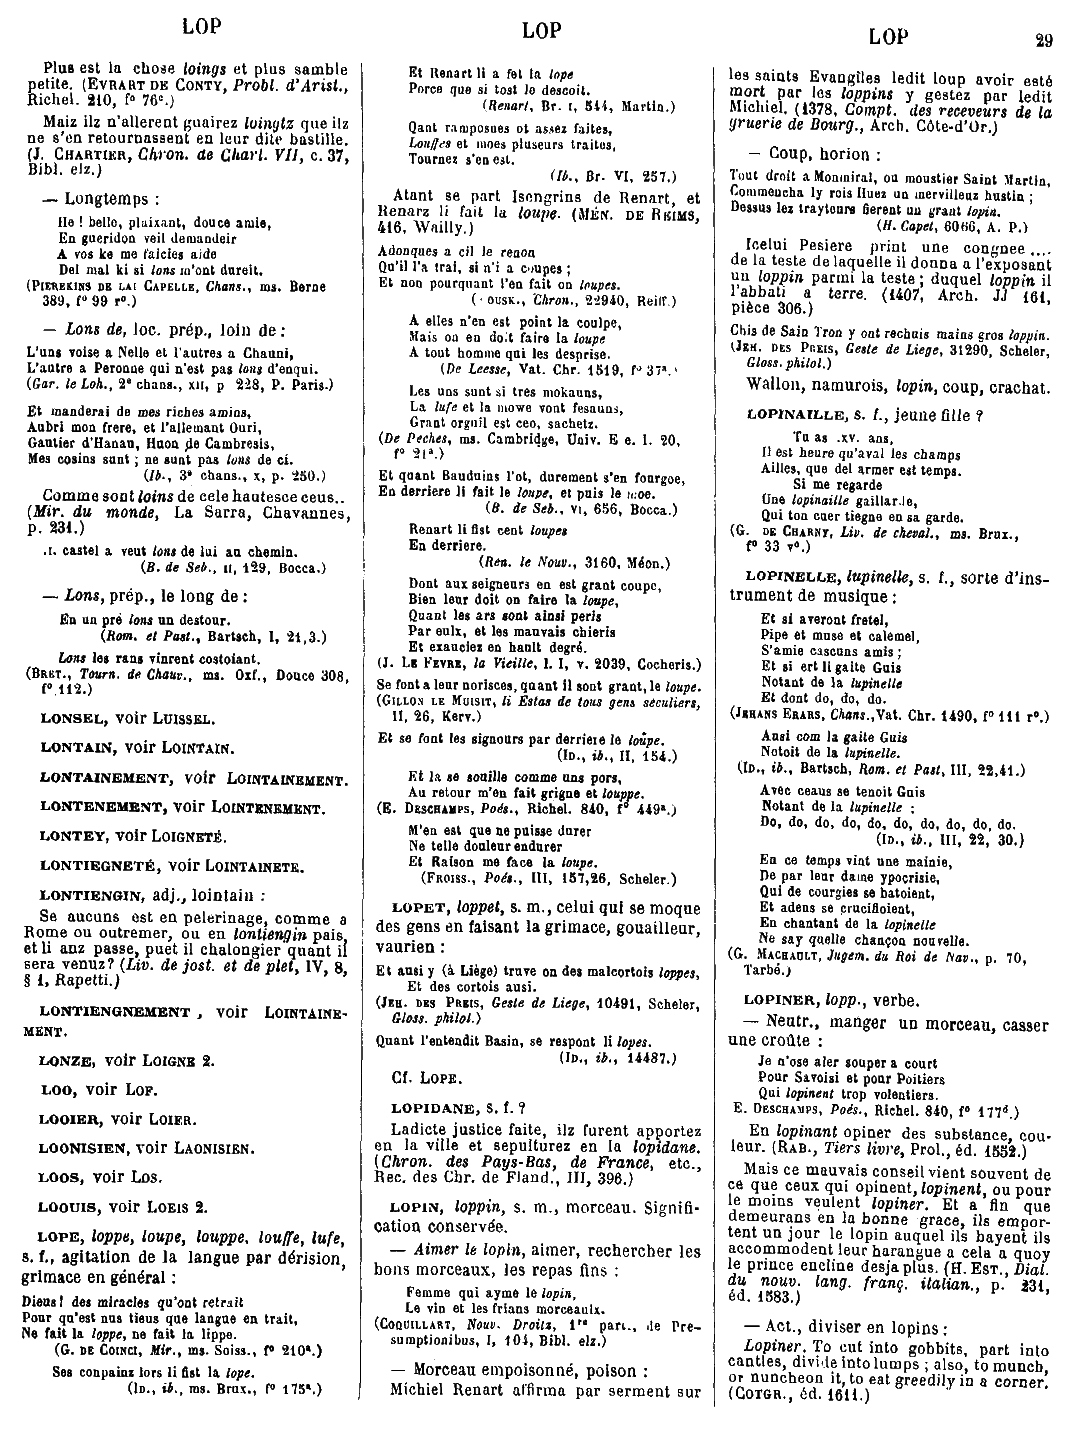 LOP
LOP
LOP
29
Plus est la chose loings et plus samble
petite. (EVRART DE CONTY, Probl. d'Arist.,
Richel. 210, f° 76c.)
Maiz ilz n'allerent guairez loingtz que ilz
ne s'en retournassent en leur dite bastille.
(J. CHARTIER, Chron. de Charl. VII, c. 37,
Bibl. elz.)
— Longtemps :
He ! belle, plaixant, douce amie,
En gueridon veil demandeir
A vos ke me faicies aide
Del mal ki si lons m'ont dureit.
(PIEREKINS DE LAI CAPELLE, Chans., ms. Berne
389, f° 99 r°.)
— Lons de, loc. prép., loin de :
L'uns voise a Nelle et l'autres a Chauni,
L'autre a Peronne qui n'est pas lons d'enqui.
(Gar. le Loh., 2e chans., XII, p 228, P. Paris.)
Et manderai de mes riches amins,
Aubri mon frere, et l'allemant Ouri,
Gautier d'Hanau, Huon de Cambresis,
Mes cosins sunt ; ne sunt pas lons de ci.
(Ib., 3e chans., X, p. 250.)
Comme sont loins de cele hautesce ceus..
(Mir. du monde, La Sarra, Chavannes,
p. 231.)
.I. castel a veut lons de lui au chemin.
(B. de Seb., II, 129, Bocca.)
— Lons, prép., le long de :
En un pré lons un destour.
(Rom. et Past., Bartsch, I, 21,3.)
Lons les rans vinrent costoiant.
(BRET., Tourn. de Chauv., ms. Oxf., Douce 308,
f° 112.)
LONSEL, voir LUISSEL.
LONTAIN, voir LOINTAIN.
LONTAINEMENT, voir LOINTAINEMENT.
LONTENEMENT, voir LOINTENEMENT.
LONTEY, voir LOIGNETÉ.
LONTIEGNETÉ, voir LOINTAINETE.
LONTIENGIN, adj., lointain :
Se aucuns est en pelerinage, comme a
Rome ou outremer, ou en lontiengin pais,
et li anz passe, puet il chalongier quant il
sera venuz ? (Liv. de jost. et de plet, IV, 8,
§ 1, Rapetti.)
LONTIENGNEMENT , voir LOINTAINE-
MENT.
LONZE, voir LOIGNE 2.
LOO, voir LOF.
LOOIER, voir LOIER.
LOONISIEN, voir LAONISIEN.
LOOS, voir LOS.
LOOUIS, voir LOEIS 2.
LOPE, loppe, loupe, louppe, louffe, lufe,
s. f., agitation de la langue par dérision,
grimace en général :
Dieus ! des miracles qu'ont retrait
Pour qu'est nus tieus que langue en trait,
Ne fait la loppe, ne fait la lippe.
(G. DE COINCI, Mir., ms. Soiss., f° 210a.)
Ses conpainz lors li fist la lope.
(ID., ib., ms. Brux., f° 175a.)
Et Renart li a fet la lope
Porce que si tost le descoit.
(Renart, Br. I, 544, Martin.)
Qant ramposnes ot assez faites,
Louffes et moes pluseurs traites,
Tournez s'en est.
(Ib., Br. VI, 257.)
Atant se part Isengrins de Renart, et
Renarz li fait la loupe. (MÉN. DE REIMS,
416, Wailly.)
Adonques a cil le renon
Qu'il l'a trai, si n'i a coupes ;
Et non pourquant l'en fait on loupes.
(MOUSK., Chron., 22940, Reiff.)
A elles n'en est point la coulpe,
Mais on en doit faire la loupe
A tout homme qui les desprise.
(De Leesse, Vat. Chr. 1519, f° 37a.)
Les uns sunt si tres mokauns,
La lufe et la mowe vont fesauns,
Grant orguil est ceo, sachetz.
(De Peches, ms. Cambridge, Univ. E e. 1. 20,
f° 21a.)
Et quant Bauduins l'ot, durement s'en fourgoe,
En derriere li fait le loupe, et puis le moe.
(B. de Seb., VI, 656, Bocca.)
Renart li fist cent loupes
En derriere.
(Ren. le Nouv., 3160, Méon.)
Dont aux seigneurs en est grant coupe,
Bien leur doit on faire la loupe,
Quant les ars sont ainsi peris
Par eulx, et les mauvais chieris
Et exauciez en hault degré.
(J. LE FEVRE, la Vieille, l. I, v. 2039, Cocheris.)
Se font a leur norisces, quant il sont grant, le loupe.
(GILLON LE MUISIT, li Estas de tous gens seculiers,
II, 26, Kerv.)
Et se font les signours par derriere le loupe.
(ID., ib., II, 154.)
Et la se souille comme uns pors,
Au retour m'en fait grigne et louppe.
(E. DESCHAMPS, Poés., Richel. 840, f° 449a.)
M'en est que ne puisse durer
Ne telle douleur endurer
Et Raison me face la loupe.
(FROISS., Poés., III, 157,26, Scheler.)
LOPET, loppet, s. m., celui qui se moque
des gens en faisant la grimace, gouailleur,
vaurien :
Et ansi y (à Liège) truve on des malcortois loppes,
Et des cortois ausi.
(JEH. DES PREIS, Geste de Liege, 10491, Scheler,
Gloss. philol.)
Quant l'entendit Basin, se respont li lopes.
(ID., ib., 14487.)
Cf. LOPE.
LOPIDANE, s. f. ?
Ladicte justice faite, ilz furent apportez
en la ville et sepulturez en la lopidane.
(Chron. des Pays-Bas, de France, etc.,
Rec. des Chr. de Fland., III, 396.)
LOPIN, loppin, s. m., morceau. Signifi-
cation conservée.
— Aimer le lopin, aimer, rechercher les
bons morceaux, les repas fins :
Femme qui ayme le lopin,
Le vin et les frians morceaulx.
(COQUILLART, Nouv. Droitz, 1re part., de Pre-
sumptionibus, I, 104, Bibl. elz.)
— Morceau empoisonné, poison :
Michiel Renart affirma par serment sur
les saints Evangiles ledit loup avoir esté
mort par les loppins y gestez par ledit
Michiel. (1378, Compt. des receveurs de la
gruerie de Bourg., Arch. Côte-d'Or.)
— Coup, horion :
Tout droit a Monmiral, ou moustier Saint Martin,
Commencha ly rois Huez un mervilleux hustin ;
Dessus lez traytours fierent un grant lopin.
(H. Capet, 6066, A. P.)
Icelui Pesiere print une congnee ....
de la teste de laquelle il donna a l'exposant
un loppin parmi la teste ; duquel loppin il
l'abbati a terre. (1407, Arch. JJ 161,
pièce 306.)
Chis de Sain Tron y ont rechuis mains gros loppin.
(JEH. DES PREIS, Geste de Liege, 31290, Scheler,
Gloss. philol.)
Wallon, namurois, lopin, coup, crachat.
LOPINAILLE, s. f., jeune fille ?
Tu as .xv. ans,
Il est heure qu'aval les champs
Ailles, que del armer est temps.
Si me regarde
Une lopinaille gaillarde,
Qui ton cuer tiegne en sa garde.
(G. DE CHARNY, Liv. de cheval., ms. Brux.,
f° 33 v°.)
LOPINELLE, lupinelle, s. f., sorte d'ins-
trument de musique :
Et si averont fretel,
Pipe et muse et calemel,
S'amie cascuns amis ;
Et si ert li gaite Guis
Notant de la lupinelle
Et dont do, do, do.
(JEHANS ERARS, Chans., Vat. Chr. 1490, f° 111 r°.)
Ansi com la gaite Guis
Notoit de la lupinelle.
(ID., ib., Bartsch, Rom. et Past, III, 22,41.)
Avec ceaus se tenoit Guis
Notant de la lupinelle :
Do, do, do, do, do, do, do, do, do, do.
(ID., ib., III, 22, 30.)
En ce temps vint une mainie,
De par leur dame ypocrisie,
Qui de courgies se batoient,
Et adens se crucifioient,
En chantant de la lopinelle
Ne say quelle chançon nouvelle.
(G. MACHAULT, Jugem. du Roi de Nav., p. 70,
Tarbé.)
LOPINER, lopp., verbe.
— Neutr., manger un morceau, casser
une croûte :
Je n'ose aler souper a court
Pour Savoisi et pour Poitiers
Qui lopinent trop volentiers.
E. DESCHAMPS, Poés., Richel. 840, f° 177d.)
En lopinant opiner des substance, cou-
leur. (RAB., Tiers livre, Prol., éd. 1552.)
Mais ce mauvais conseil vient souvent de
ce que ceux qui opinent, lopinent, ou pour
le moins veulent lopiner. Et a fin que
demeurans en la bonne grace, ils empor-
tent un jour le lopin auquel ils bayent ils
accommodent leur harangue a cela a quoy
le prince encline desja plus. (H. EST., Dial.
du nouv. lang. franç. italian., p. 231,
éd. 1583.)
— Act., diviser en lopins :
Lopiner. To cut into gobbits, part into
cantles, divide into lumps ; also, to munch,
or nuncheon it, to eat greedily in a corner.
(COTGR., éd. 1611.)